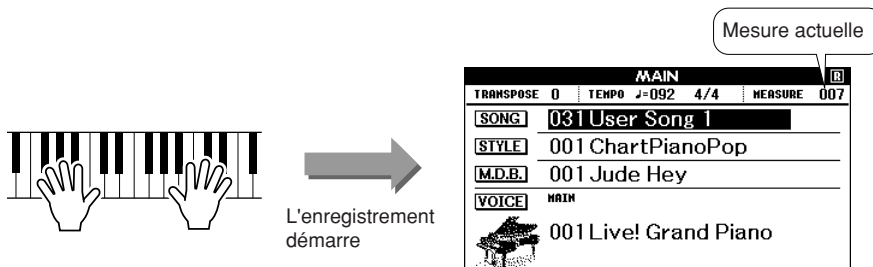 Mesure actuelle
MAIN R
TRANSPOSE 0 TEMPO ♩=092 4/4 MEASURE 007
SONG 031 User Song 1
STYLE 001 ChartPianoPop
M.D.B. 001 Jude Hey
VOICE MAIN
001 Live! Grand Piano
L'enregistrement
démarre